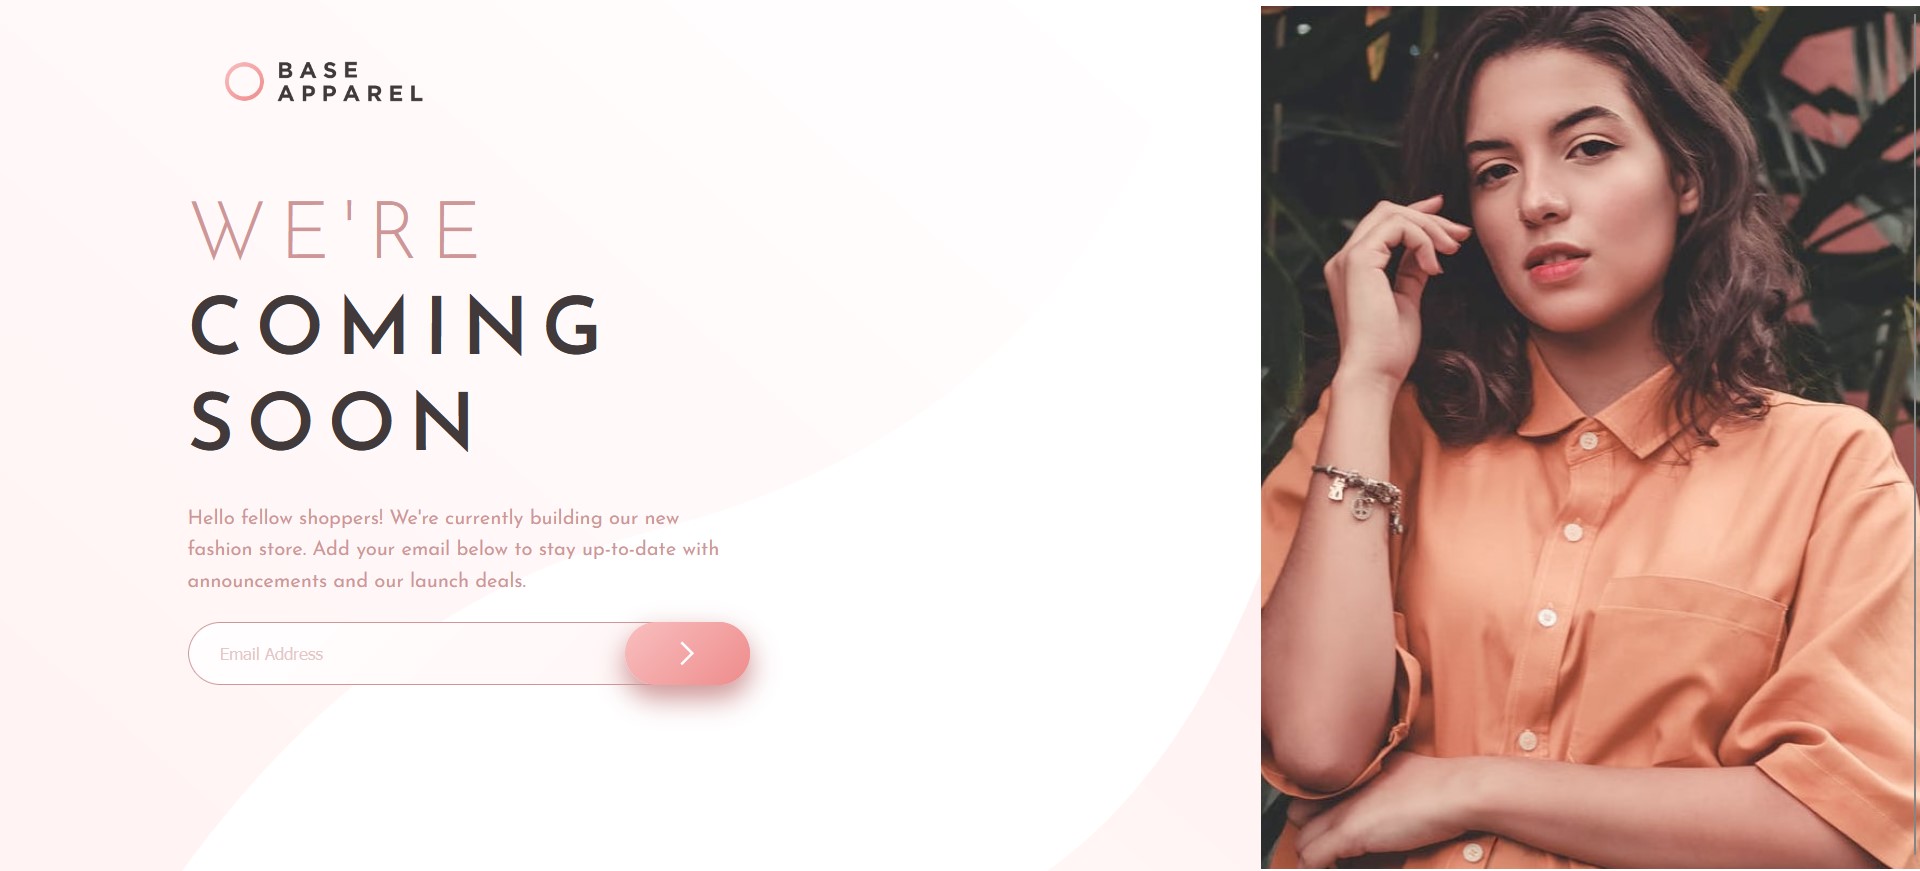 BASE
APPAREL
WE'RE
COMING
SOON
Hello fellow shoppers! We're currently building our new
fashion store. Add your email below to stay up-to-date with
announcements and our launch deals.
Email Address